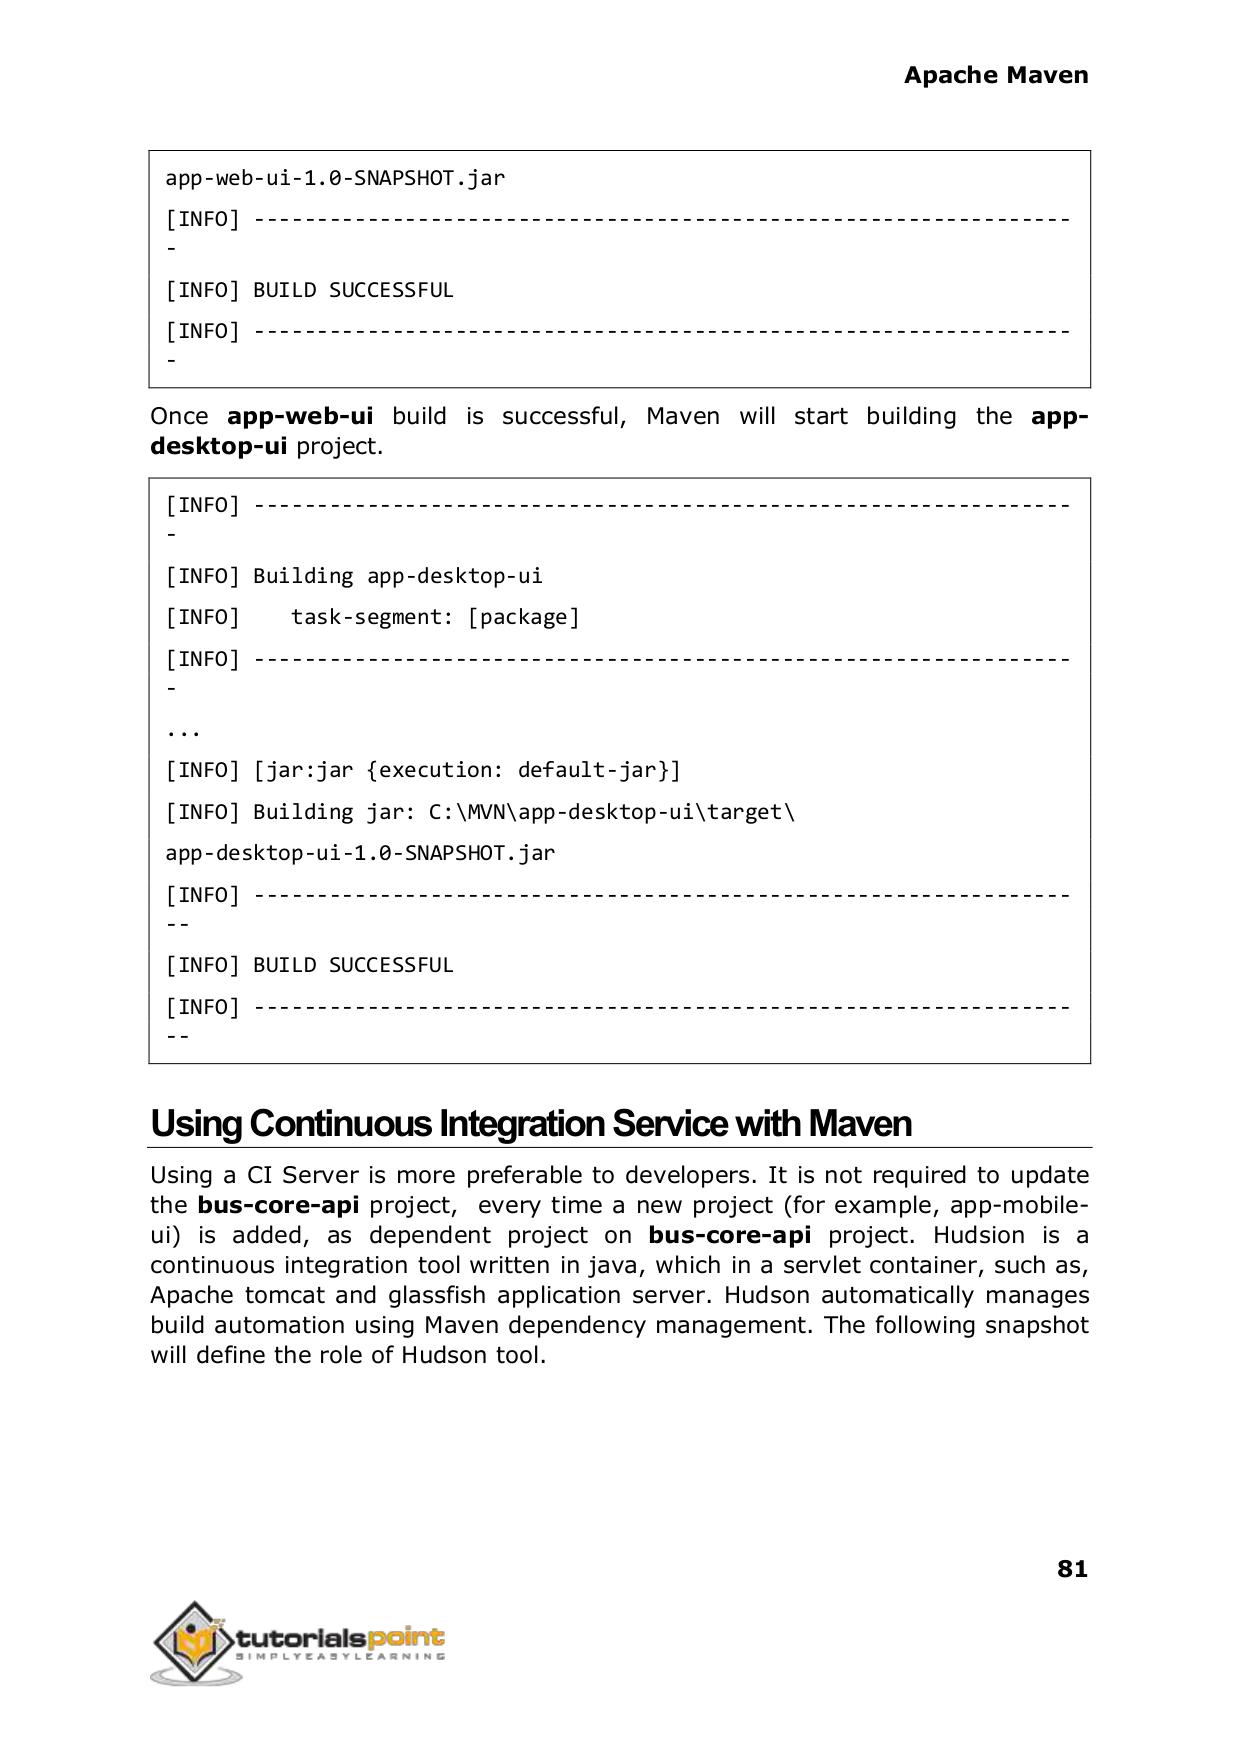 Apache Maven
app-web-ui-1.0-SNAPSHOT.jar
[INFO] -----------------------------------------------------------------
-
[INFO] BUILD SUCCESSFUL
[INFO] -----------------------------------------------------------------
-
Once app-web-ui build is successful, Maven will start building the app-
desktop-ui project.
[INFO] -----------------------------------------------------------------
-
[INFO] Building app-desktop-ui
[INFO]    task-segment: [package]
[INFO] -----------------------------------------------------------------
-
...
[INFO] [jar:jar {execution: default-jar}]
[INFO] Building jar: C:\MVN\app-desktop-ui\target\
app-desktop-ui-1.0-SNAPSHOT.jar
[INFO] -----------------------------------------------------------------
--
[INFO] BUILD SUCCESSFUL
[INFO] -----------------------------------------------------------------
--
Using Continuous Integration Service with Maven
Using a CI Server is more preferable to developers. It is not required to update
the bus-core-api project,  every time a new project (for example, app-mobile-
ui) is added, as dependent project on bus-core-api project. Hudsion is a
continuous integration tool written in java, which in a servlet container, such as,
Apache tomcat and glassfish application server. Hudson automatically manages
build automation using Maven dependency management. The following snapshot
will define the role of Hudson tool.
81
tutorialspoint
SIMPLYEASYLEARNING